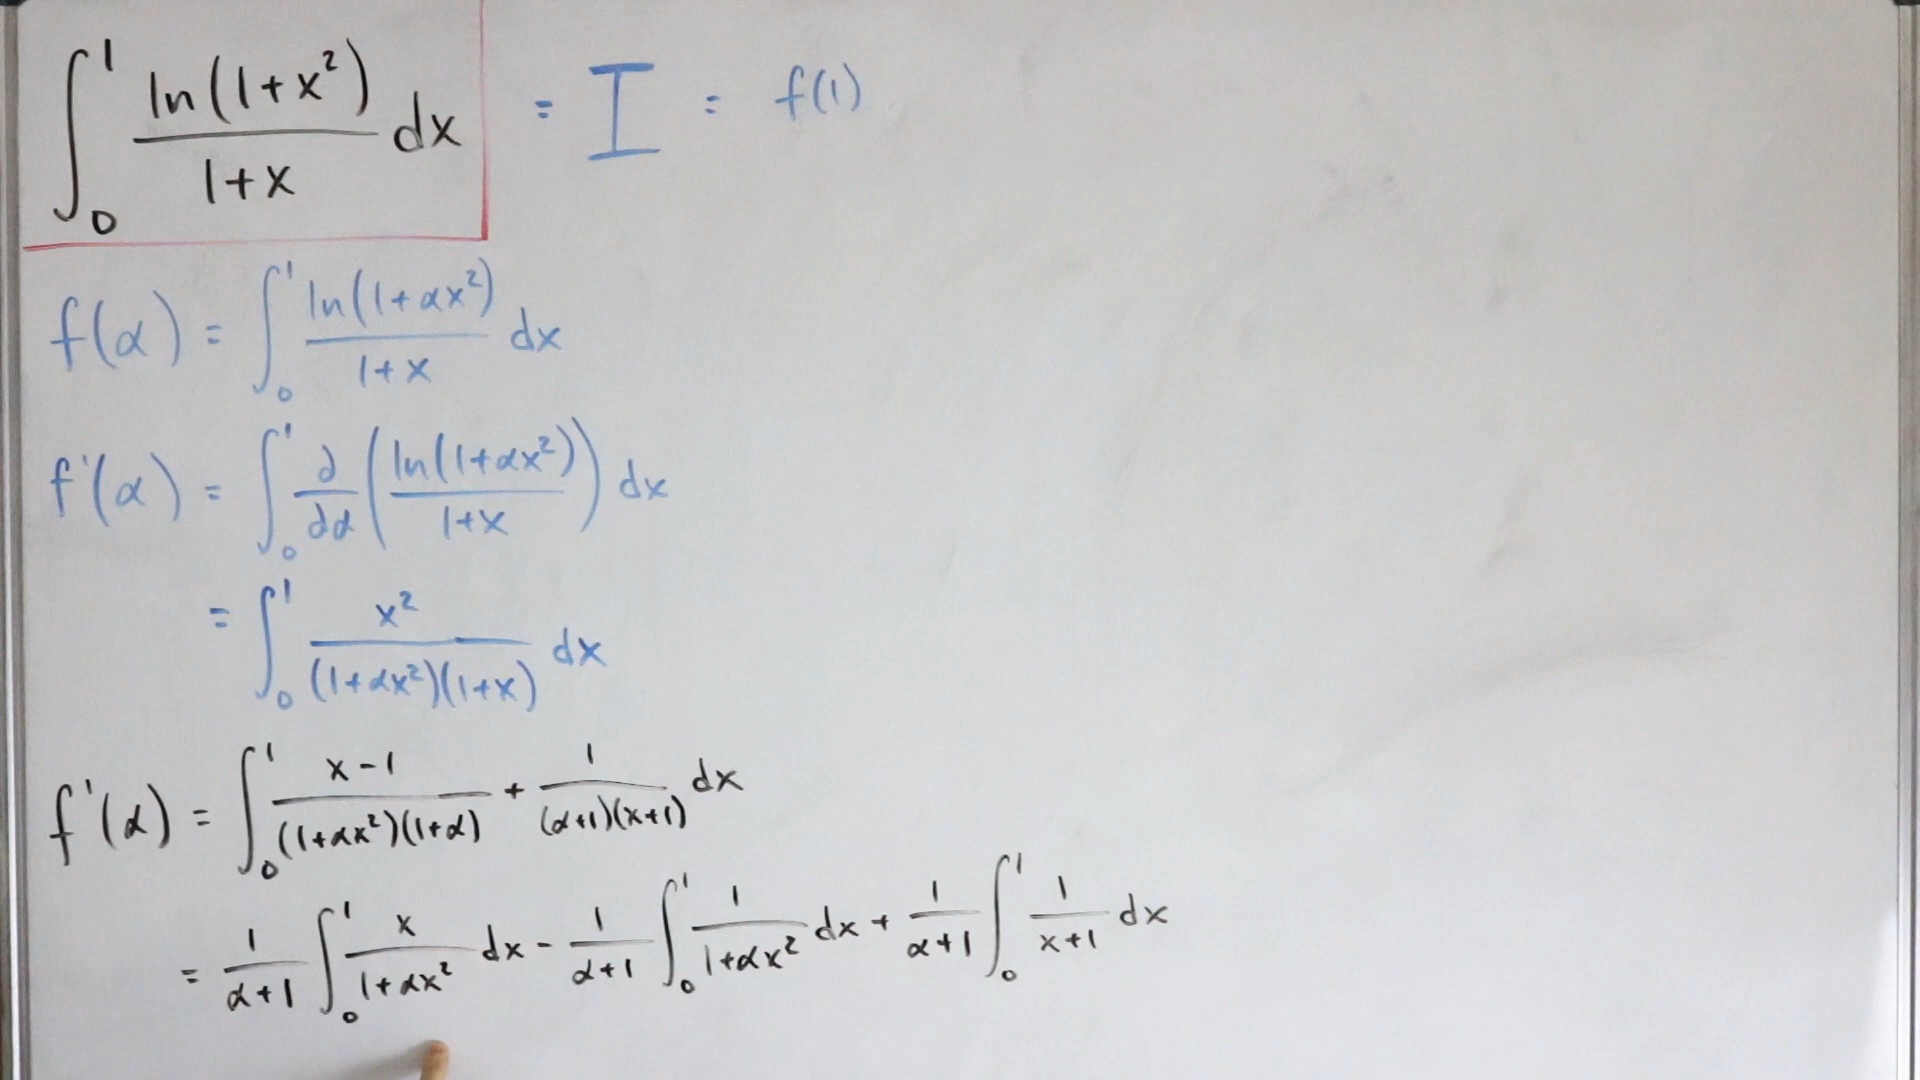 ∫₀¹ ln(1+x²)/(1+x) dx = I = f(1)
f(α) = ∫₀¹ ln(1+αx²)/(1+x) dx
f'(α) = ∫₀¹ ∂/∂α (ln(1+αx²)/(1+x)) dx
= ∫₀¹ x²/((1+αx²)(1+x)) dx
f'(α) = ∫₀¹ (x-1)/((1+αx²)(1+α)) + 1/((α+1)(x+1)) dx
= 1/(α+1) ∫₀¹ x/(1+αx²) dx - 1/(α+1) ∫₀¹ 1/(1+αx²) dx + 1/(α+1) ∫₀¹ 1/(x+1) dx